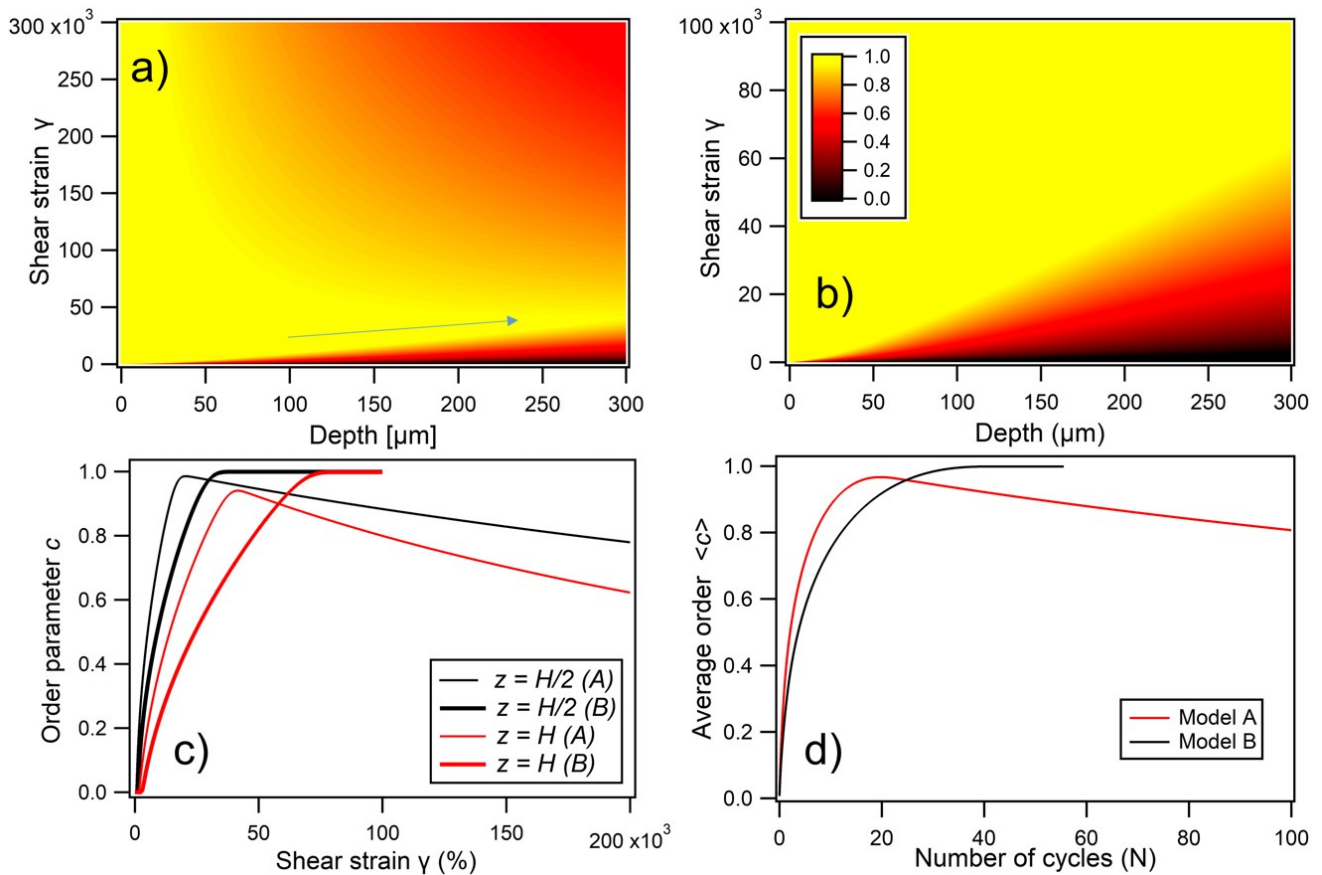 a)
300 x10³
250
200
150
100
50
0
Shear strain γ
0 50 100 150 200 250 300
Depth [µm]
b)
100 x10³
80
60
40
20
0
Shear strain γ
1.0
0.8
0.6
0.4
0.2
0.0
0 50 100 150 200 250 300
Depth (µm)
c)
1.0
0.8
0.6
0.4
0.2
0.0
Order parameter c
z = H/2 (A)
z = H/2 (B)
z = H (A)
z = H (B)
0 50 100 150 200 x10³
Shear strain γ (%)
d)
1.0
0.8
0.6
0.4
0.2
0.0
Average order <c>
Model A
Model B
0 20 40 60 80 100
Number of cycles (N)